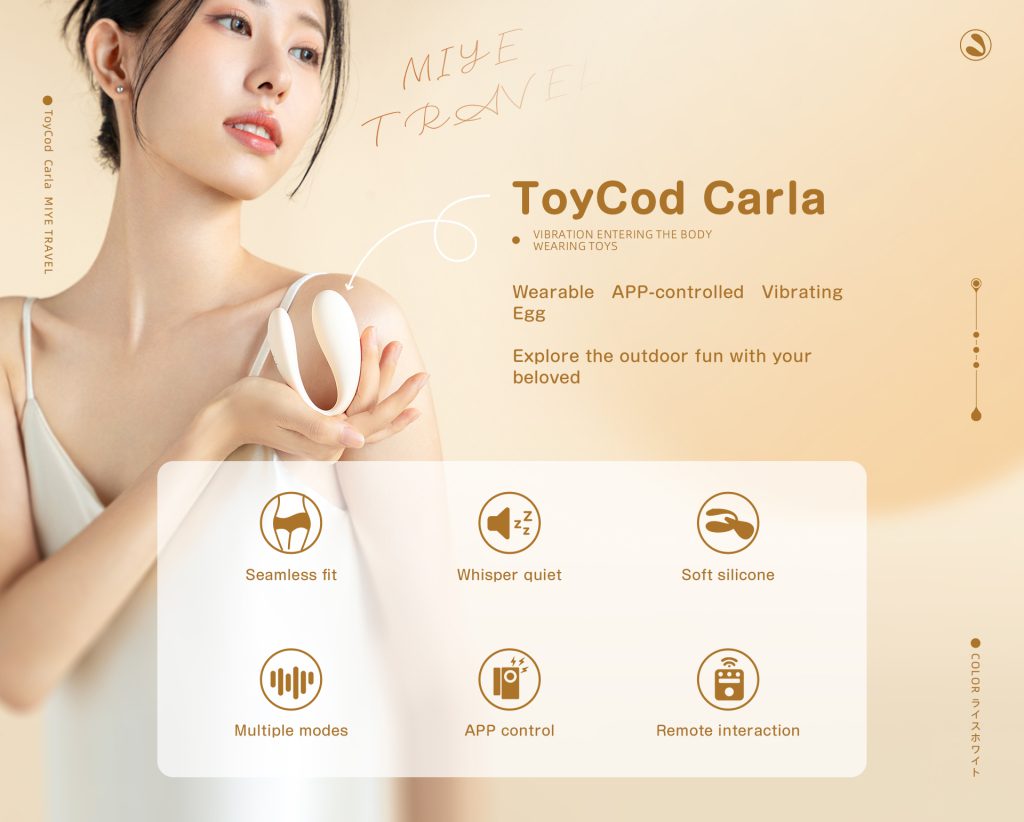 MIYE
TRAVEL
ToyCod Carla MIYE TRAVEL
ToyCod Carla
VIBRATION ENTERING THE BODY
WEARING TOYS
Wearable APP-controlled Vibrating
Egg
Explore the outdoor fun with your
beloved
Seamless fit
Whisper quiet
zzz
Soft silicone
Multiple modes
APP control
Remote interaction
COLOR ライスホワイト